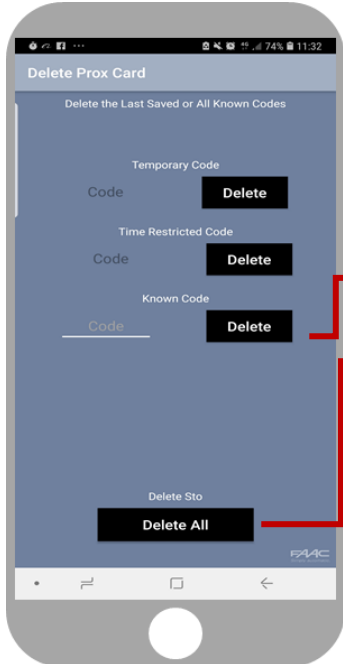 74% 11:32
Delete Prox Card
Delete the Last Saved or All Known Codes
Temporary Code
Code Delete
Time Restricted Code
Code Delete
Known Code
Code Delete
Delete Sto
Delete All
FAAC